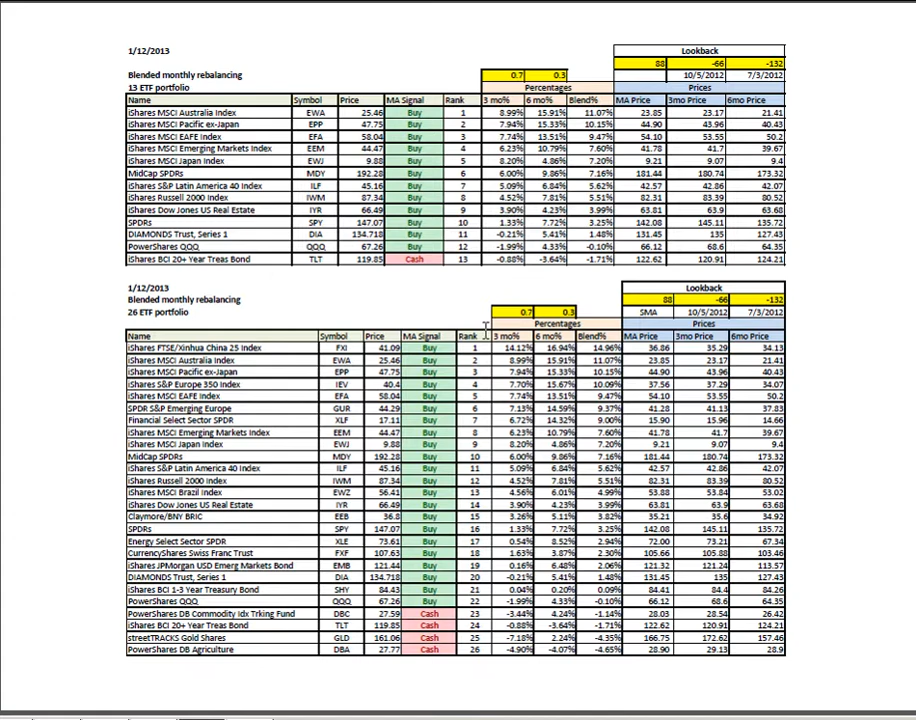 1/12/2013 Lookback
88 -66 -132
Blended monthly rebalancing 0.7 0.3 10/5/2012 7/3/2012
13 ETF portfolio Percentages Prices
Name Symbol Price MA Signal Rank 3 mo% 6 mo% Blend% MA Price 3mo Price 6mo Price
iShares MSCI Australia Index EWA 25.46 Buy 1 8.99% 15.91% 11.07% 23.85 23.17 21.41
iShares MSCI Pacific ex-Japan EPP 47.75 Buy 2 7.94% 15.33% 10.15% 44.90 43.96 40.43
iShares MSCI EAFE Index EFA 58.04 Buy 3 7.74% 13.51% 9.47% 54.10 53.55 50.2
iShares MSCI Emerging Markets Index EEM 44.47 Buy 4 6.23% 10.79% 7.60% 41.78 41.7 39.67
iShares MSCI Japan Index EWJ 9.88 Buy 5 8.20% 4.86% 7.20% 9.21 9.07 9.4
MidCap SPDRs MDY 192.28 Buy 6 6.00% 9.86% 7.16% 181.44 180.74 173.32
iShares S&P Latin America 40 Index ILF 45.16 Buy 7 5.09% 6.84% 5.62% 42.57 42.86 42.07
iShares Russell 2000 Index IWM 87.34 Buy 8 4.52% 7.81% 5.51% 82.31 83.39 80.52
iShares Dow Jones US Real Estate IYR 66.49 Buy 9 3.90% 4.23% 3.99% 63.81 63.9 63.68
SPDRs SPY 147.07 Buy 10 1.33% 7.72% 3.25% 142.08 145.11 135.72
DIAMONDS Trust, Series 1 DIA 134.718 Buy 11 -0.21% 5.41% 1.48% 131.45 135 127.43
PowerShares QQQ QQQ 67.26 Buy 12 -1.99% 4.33% -0.10% 66.12 68.6 64.35
iShares BCI 20+ Year Treas Bond TLT 119.85 Cash 13 -0.88% -3.64% -1.71% 122.62 120.91 124.21
1/12/2013 Lookback
Blended monthly rebalancing 88 -66 -132
26 ETF portfolio 0.7 0.3 SMA 10/5/2012 7/3/2012
Percentages Prices
Name Symbol Price MA Signal Rank 3 mo% 6 mo% Blend% MA Price 3mo Price 6mo Price
iShares FTSE/Xinhua China 25 Index FXI 41.09 Buy 1 14.12% 16.94% 14.96% 36.86 35.29 34.13
iShares MSCI Australia Index EWA 25.46 Buy 2 8.99% 15.91% 11.07% 23.85 23.17 21.41
iShares MSCI Pacific ex-Japan EPP 47.75 Buy 3 7.94% 15.33% 10.15% 44.90 43.96 40.43
iShares S&P Europe 350 Index IEV 40.4 Buy 4 7.70% 15.67% 10.09% 37.56 37.29 34.07
iShares MSCI EAFE Index EFA 58.04 Buy 5 7.74% 13.51% 9.47% 54.10 53.55 50.2
SPDR S&P Emerging Europe GUR 44.29 Buy 6 7.13% 14.59% 9.37% 41.28 41.13 37.83
Financial Select Sector SPDR XLF 17.11 Buy 7 6.72% 14.32% 9.00% 15.90 15.96 14.66
iShares MSCI Emerging Markets Index EEM 44.47 Buy 8 6.23% 10.79% 7.60% 41.78 41.7 39.67
iShares MSCI Japan Index EWJ 9.88 Buy 9 8.20% 4.86% 7.20% 9.21 9.07 9.4
MidCap SPDRs MDY 192.28 Buy 10 6.00% 9.86% 7.16% 181.44 180.74 173.32
iShares S&P Latin America 40 Index ILF 45.16 Buy 11 5.09% 6.84% 5.62% 42.57 42.86 42.07
iShares Russell 2000 Index IWM 87.34 Buy 12 4.52% 7.81% 5.51% 82.31 83.39 80.52
iShares MSCI Brazil Index EWZ 56.41 Buy 13 4.56% 6.01% 4.99% 53.88 53.84 53.02
iShares Dow Jones US Real Estate IYR 66.49 Buy 14 3.90% 4.23% 3.99% 63.81 63.9 63.68
Claymore/BNY BRIC EEB 36.8 Buy 15 3.26% 5.11% 3.82% 35.21 35.6 34.92
SPDRs SPY 147.07 Buy 16 1.33% 7.72% 3.25% 142.08 145.11 135.72
Energy Select Sector SPDR XLE 73.61 Buy 17 0.54% 8.52% 2.94% 72.00 73.21 67.34
CurrencyShares Swiss Franc Trust FXF 107.63 Buy 18 1.63% 3.87% 2.30% 105.66 105.88 103.46
iShares JPMorgan USD Emerg Markets Bond EMB 121.44 Buy 19 0.16% 6.48% 2.06% 121.32 121.24 113.57
DIAMONDS Trust, Series 1 DIA 134.718 Buy 20 -0.21% 5.41% 1.48% 131.45 135 127.43
iShares BCI 1-3 Year Treasury Bond SHY 84.43 Buy 21 0.04% 0.20% 0.09% 84.41 84.4 84.26
PowerShares QQQ QQQ 67.26 Buy 22 -1.99% 4.33% -0.10% 66.12 68.6 64.35
PowerShares DB Commodity Idx Trking Fund DBC 27.59 Cash 23 -3.44% 4.24% -1.14% 28.03 28.54 26.42
iShares BCI 20+ Year Treas Bond TLT 119.85 Cash 24 -0.88% -3.64% -1.71% 122.62 120.91 124.21
streetTRACKS Gold Shares GLD 161.06 Cash 25 -7.18% 2.24% -4.35% 166.75 172.62 157.46
PowerShares DB Agriculture DBA 27.77 Cash 26 -4.90% -4.07% -4.65% 28.90 29.13 28.9